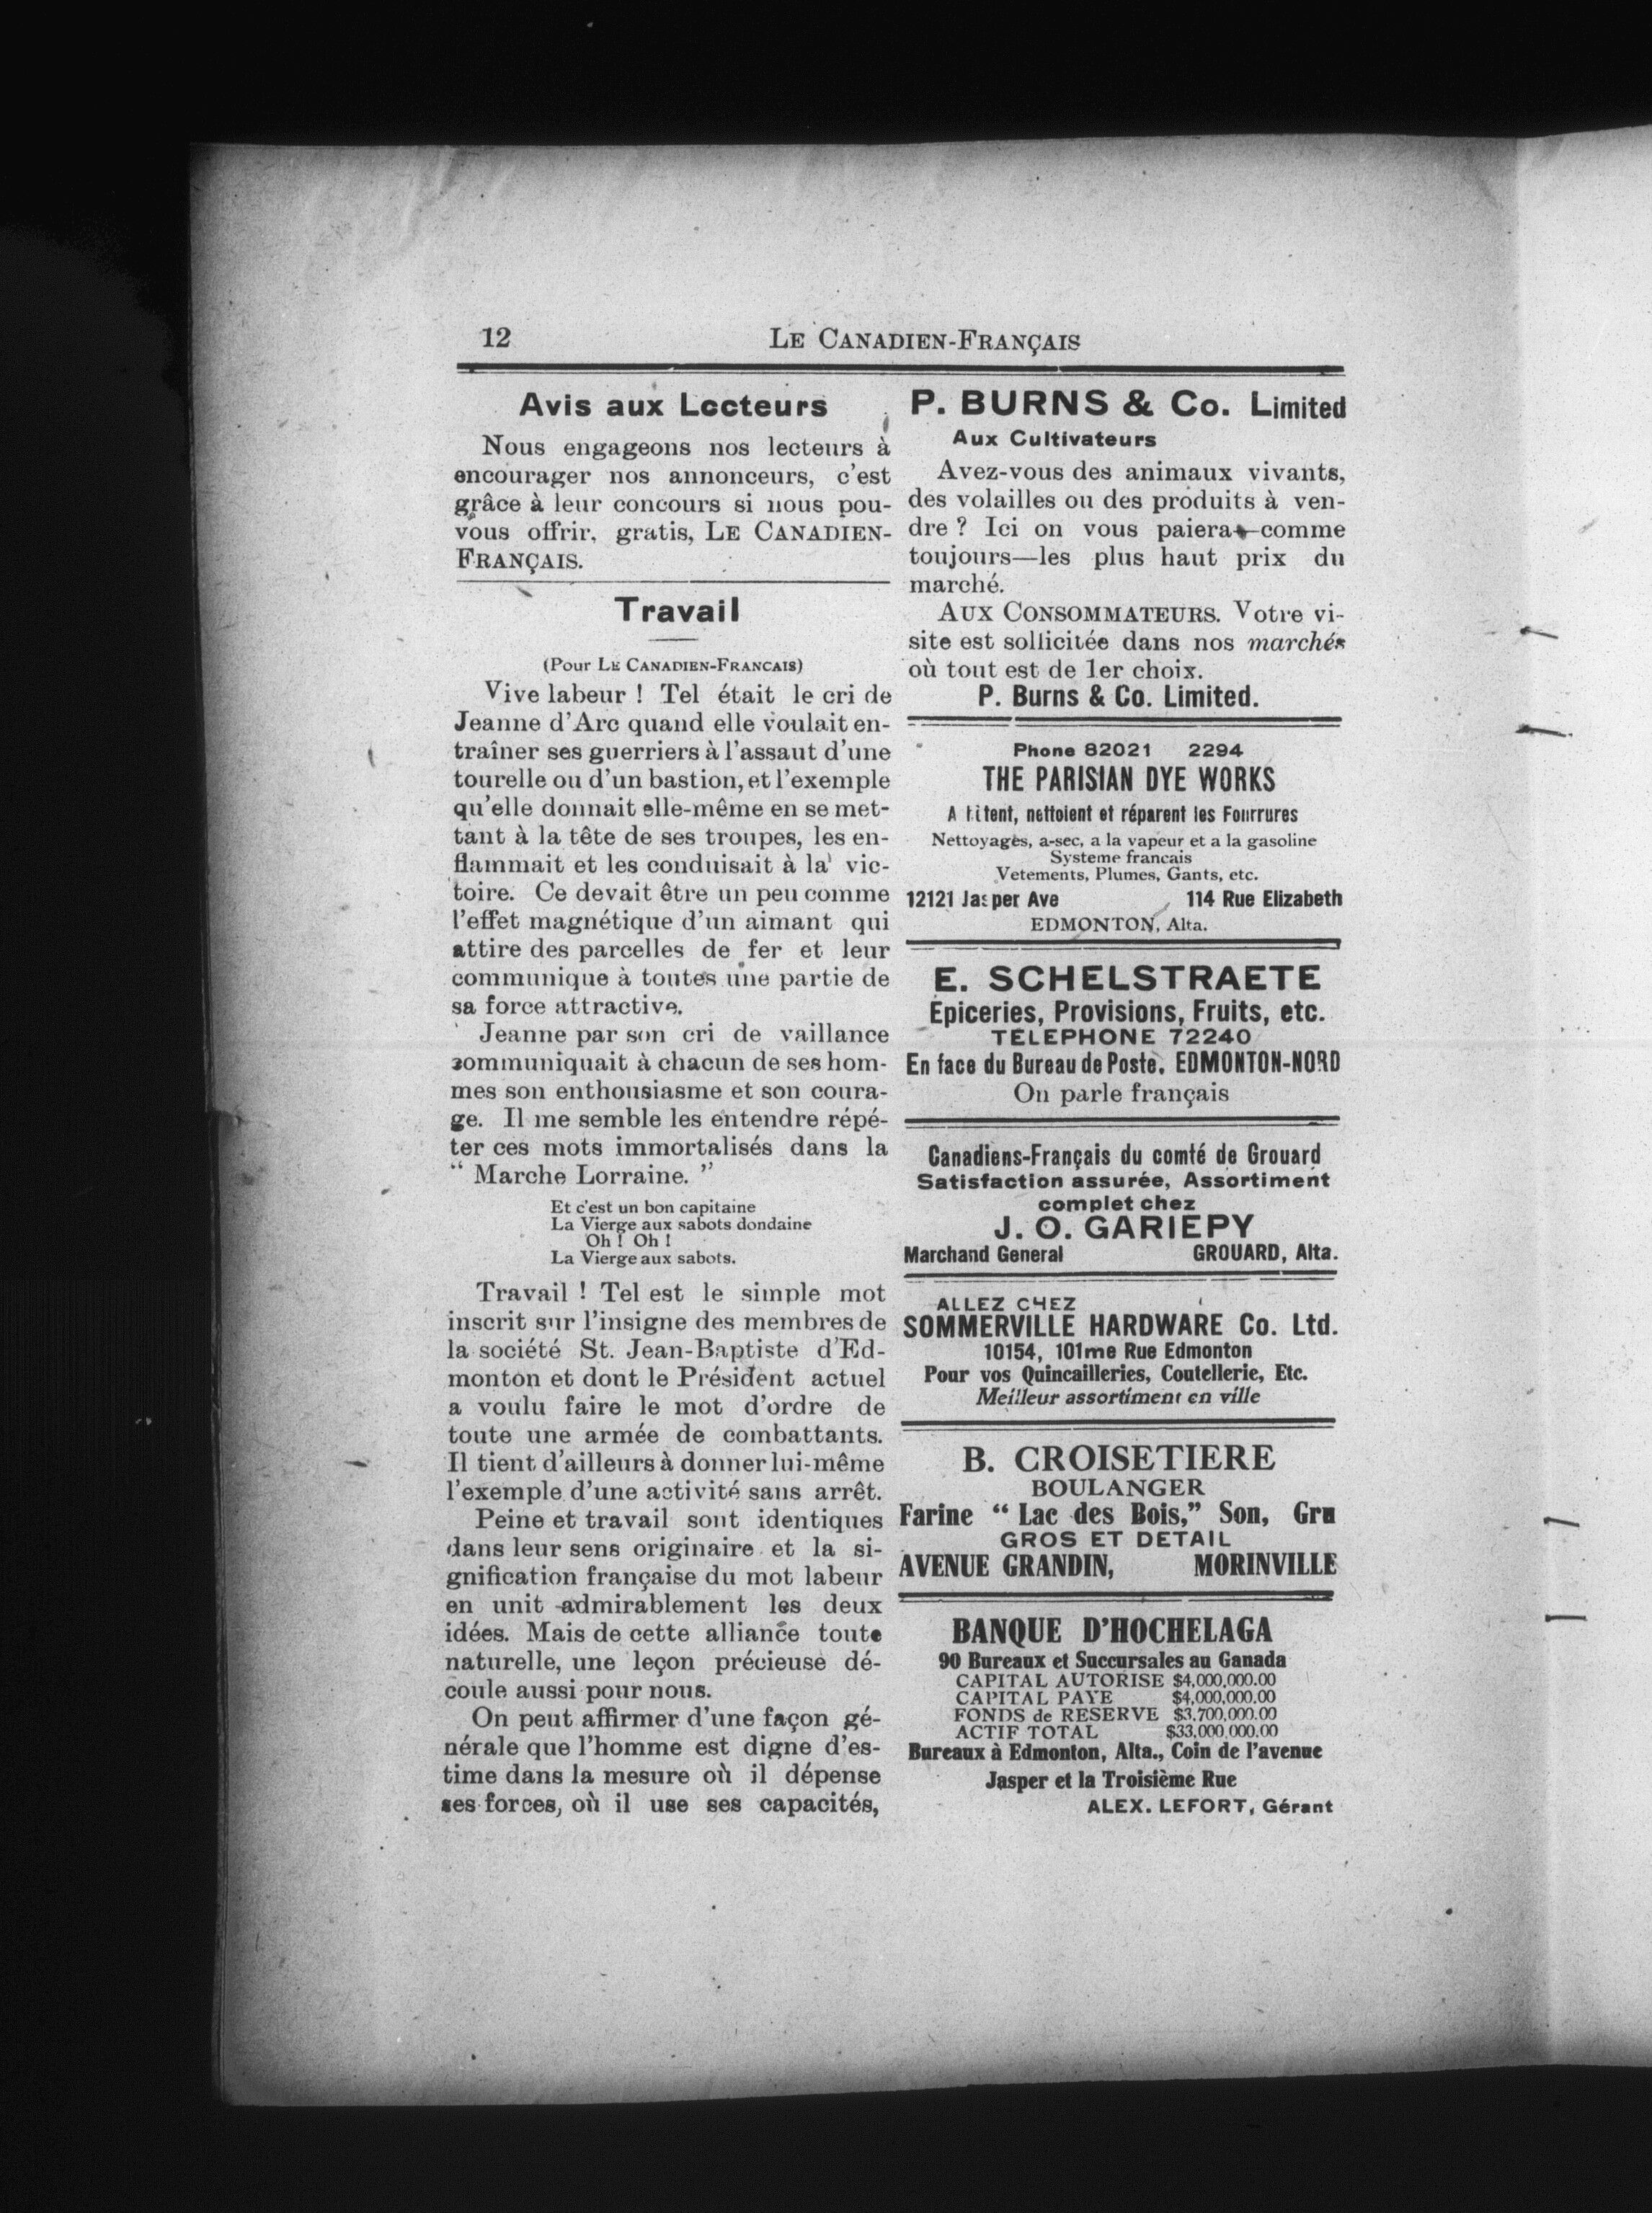 12
LE CANADIEN-FRANÇAIS
Avis aux Lecteurs
Nous engageons nos lecteurs à
encourager nos annonceurs, c'est
grâce à leur concours si nous pou-
vous offrir, gratis, LE CANADIEN-
FRANÇAIS.
Travail
(Pour LE CANADIEN-FRANCAIS)
Vive labeur ! Tel était le cri de
Jeanne d'Arc quand elle voulait en-
traîner ses guerriers à l'assaut d'une
tourelle ou d'un bastion, et l'exemple
qu'elle donnait elle-même en se met-
tant à la tête de ses troupes, les en-
flammait et les conduisait à la vic-
toire. Ce devait être un peu comme
l'effet magnétique d'un aimant qui
attire des parcelles de fer et leur
communique à toutes une partie de
sa force attractive.
Jeanne par son cri de vaillance
communiquait à chacun de ses hom-
mes son enthousiasme et son coura-
ge. Il me semble les entendre répé-
ter ces mots immortalisés dans la
" Marche Lorraine. "
Et c'est un bon capitaine
La Vierge aux sabots dondaine
Oh ! Oh !
La Vierge aux sabots.
Travail ! Tel est le simple mot
inscrit sur l'insigne des membres de
la société St. Jean-Baptiste d'Ed-
monton et dont le Président actuel
a voulu faire le mot d'ordre de
toute une armée de combattants.
Il tient d'ailleurs à donner lui-même
l'exemple d'une activité sans arrêt.
Peine et travail sont identiques
dans leur sens originaire et la si-
gnification française du mot labeur
en unit admirablement les deux
idées. Mais de cette alliance toute
naturelle, une leçon précieuse dé-
coule aussi pour nous.
On peut affirmer d'une façon gé-
nérale que l'homme est digne d'es-
time dans la mesure où il dépense
ses forces, où il use ses capacités,
P. BURNS & Co. Limited
Aux Cultivateurs
Avez-vous des animaux vivants,
des volailles ou des produits à ven-
dre ? Ici on vous paiera—comme
toujours—les plus haut prix du
marché.
AUX CONSOMMATEURS. Votre vi-
site est sollicitée dans nos marchés
où tout est de 1er choix.
P. Burns & Co. Limited.
Phone 82021 2294
THE PARISIAN DYE WORKS
nettoient et réparent les Fourrures
Nettoyages, a-sec, a la vapeur et a la gasoline
Systeme francais
Vetements, Plumes, Gants, etc.
12121 Jasper Ave 114 Rue Elizabeth
EDMONTON, Alta.
E. SCHELSTRAETE
Epiceries, Provisions, Fruits, etc.
TELEPHONE 72240
En face du Bureau de Poste, EDMONTON-NORD
On parle français
Canadiens-Français du comté de Grouard
Satisfaction assurée, Assortiment
complet chez
J. O. GARIEPY
Marchand General GROUARD, Alta.
ALLEZ CHEZ
SOMMERVILLE HARDWARE Co. Ltd.
10154, 101me Rue Edmonton
Pour vos Quincailleries, Coutellerie, Etc.
Meilleur assortiment en ville
B. CROISETIERE
BOULANGER
Farine " Lac des Bois," Son, Gru
GROS ET DETAIL
AVENUE GRANDIN, MORINVILLE
BANQUE D'HOCHELAGA
90 Bureaux et Succursales au Ganada
CAPITAL AUTORISE $4,000,000.00
CAPITAL PAYE $4,000,000.00
FONDS de RESERVE $3,700,000.00
ACTIF TOTAL $33,000,000.00
Bureaux à Edmonton, Alta., Coin de l'avenue
Jasper et la Troisième Rue
ALEX. LEFORT, Gérant